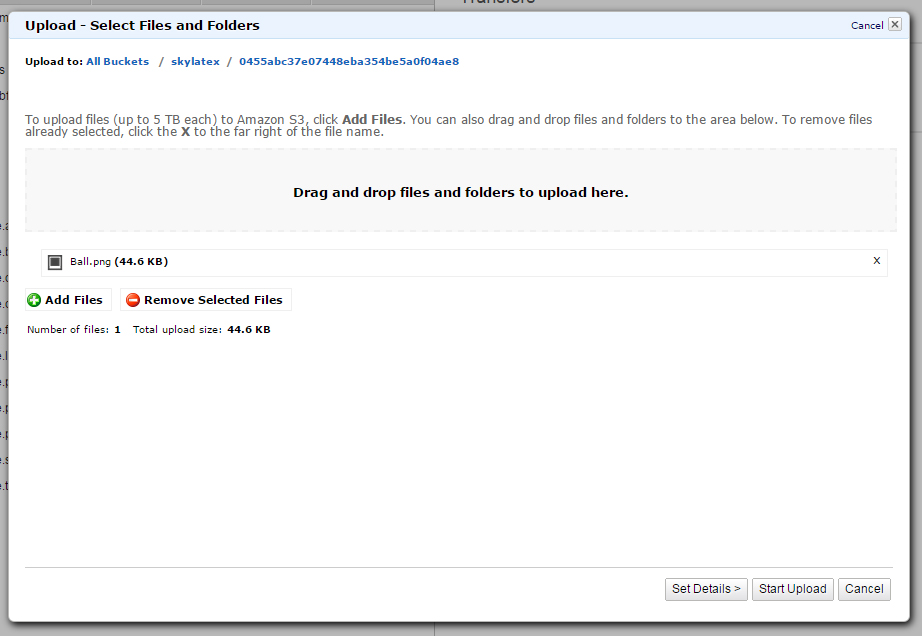 Transfers
Upload - Select Files and Folders
Cancel
Upload to: All Buckets / skylatex / 0455abc37e07448eba354be5a0f04ae8
To upload files (up to 5 TB each) to Amazon S3, click Add Files. You can also drag and drop files and folders to the area below. To remove files
already selected, click the X to the far right of the file name.
Drag and drop files and folders to upload here.
Ball.png (44.6 KB) X
Add Files Remove Selected Files
Number of files: 1 Total upload size: 44.6 KB
Set Details > Start Upload Cancel